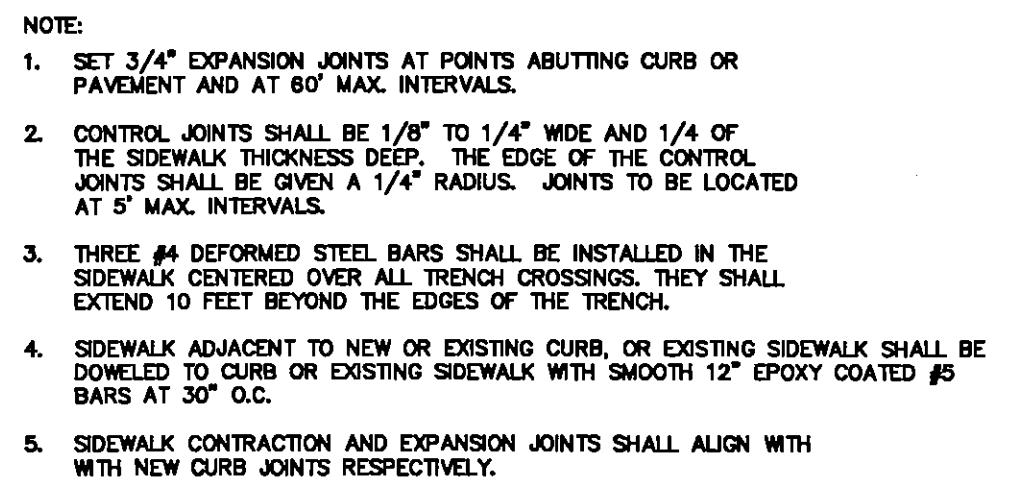 NOTE:
1. SET 3/4" EXPANSION JOINTS AT POINTS ABUTTING CURB OR
PAVEMENT AND AT 60' MAX. INTERVALS.
2. CONTROL JOINTS SHALL BE 1/8" TO 1/4" WIDE AND 1/4 OF
THE SIDEWALK THICKNESS DEEP. THE EDGE OF THE CONTROL
JOINTS SHALL BE GIVEN A 1/4" RADIUS. JOINTS TO BE LOCATED
AT 5' MAX. INTERVALS.
3. THREE #4 DEFORMED STEEL BARS SHALL BE INSTALLED IN THE
SIDEWALK CENTERED OVER ALL TRENCH CROSSINGS. THEY SHALL
EXTEND 10 FEET BEYOND THE EDGES OF THE TRENCH.
4. SIDEWALK ADJACENT TO NEW OR EXISTING CURB, OR EXISTING SIDEWALK SHALL BE
DOWELED TO CURB OR EXISTING SIDEWALK WITH SMOOTH 12" EPOXY COATED #5
BARS AT 30" O.C.
5. SIDEWALK CONTRACTION AND EXPANSION JOINTS SHALL ALIGN WITH
WITH NEW CURB JOINTS RESPECTIVELY.